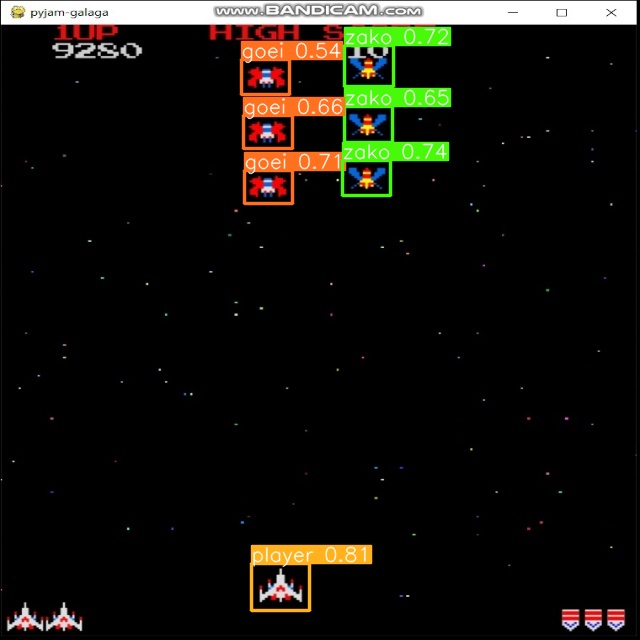 pyjam-galaga
www.BANDICAM.com
1UP HIGH S
9280
10
goei 0.54
zako 0.72
goei 0.66
zako 0.65
goei 0.71
zako 0.74
player 0.81